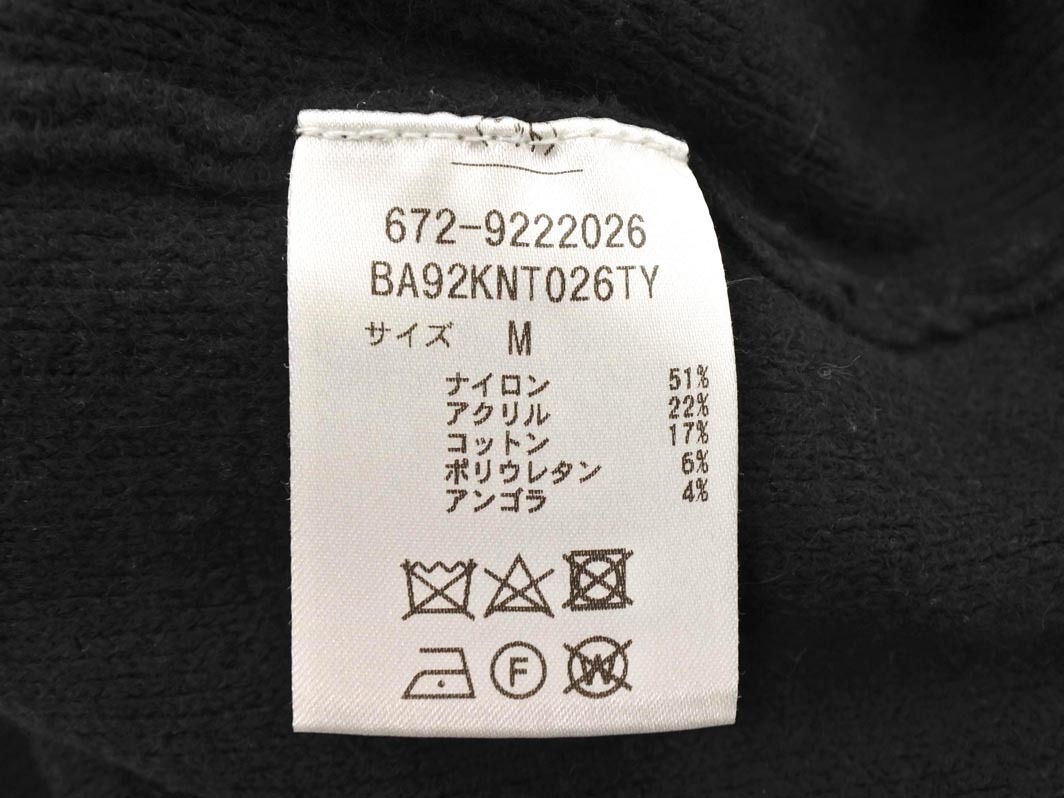 672-9222026
BA92KNT026TY
サイズ M
ナイロン 51%
アクリル 22%
コットン 17%
ポリウレタン 6%
アンゴラ 4%
F W